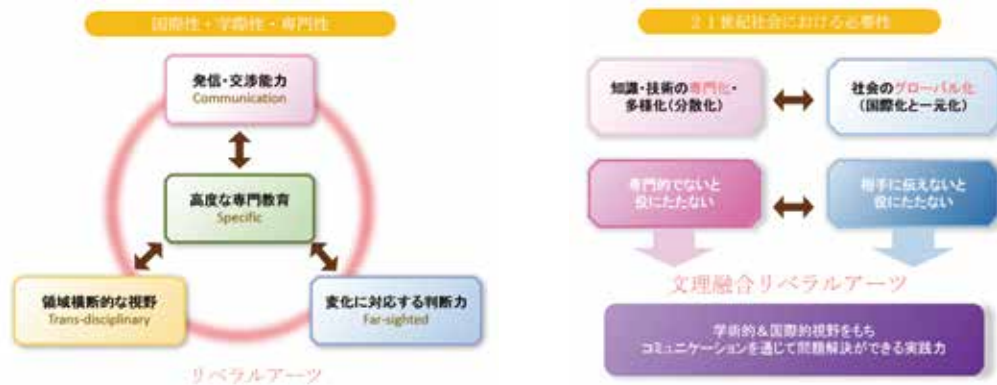 国際性+学際性・専門性
発信・交渉能力
Communication
高度な専門教育
Specific
領域横断的な視野
Trans-disciplinary
変化に対応する判断力
Far-sighted
リベラルアーツ
21世紀社会における必要性
知識・技術の専門化・
多様化(分散化)
社会のグローバル化
(国際化と一元化)
専門的でないと
役にたたない
相手に伝えないと
役にたたない
文理融合リベラルアーツ
学術的&国際的視野をもち
コミュニケーションを通じて問題解決ができる実践力